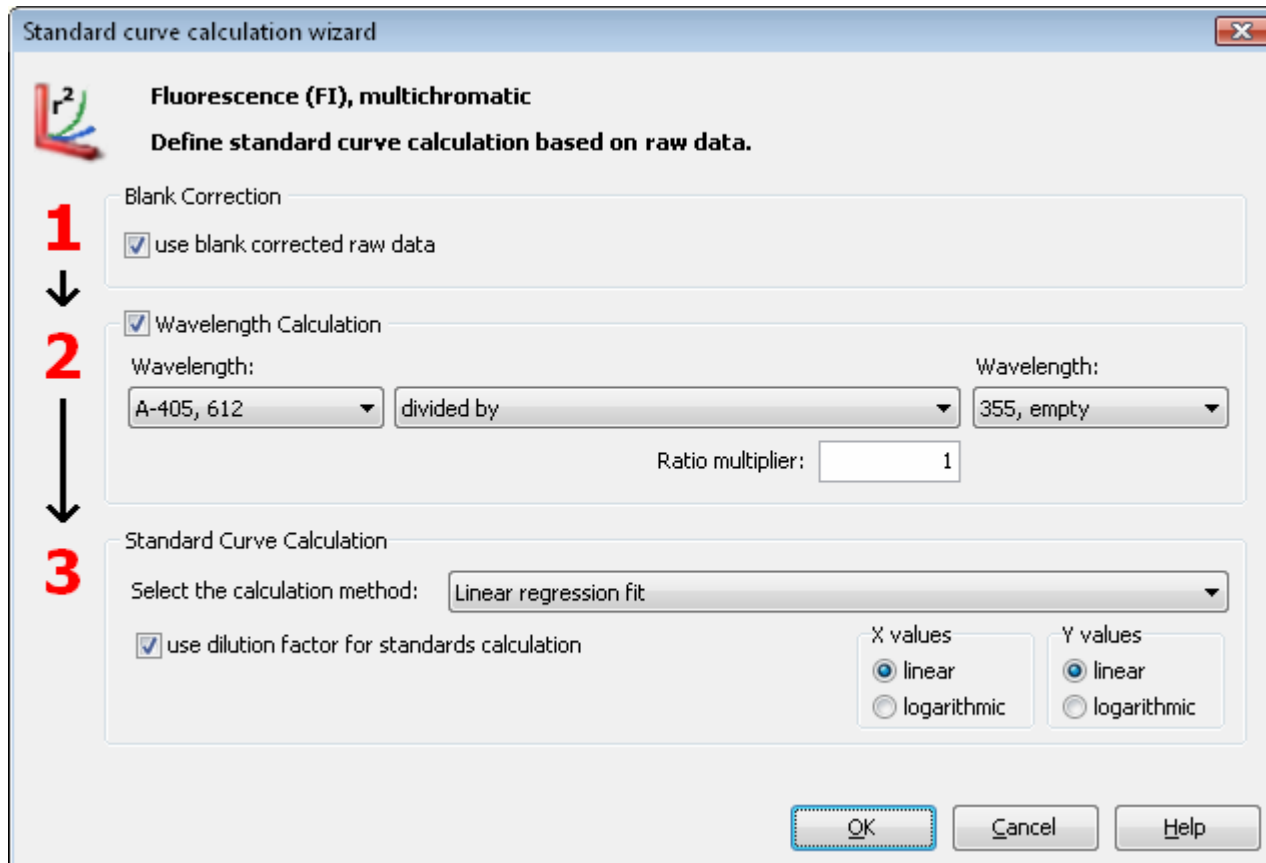 Standard curve calculation wizard
r²
Fluorescence (FI), multichromatic
Define standard curve calculation based on raw data.
1
Blank Correction
use blank corrected raw data
2
Wavelength Calculation
Wavelength: Wavelength:
A-405, 612 divided by 355, empty
Ratio multiplier: 1
3
Standard Curve Calculation
Select the calculation method: Linear regression fit
use dilution factor for standards calculation
X values Y values
linear linear
logarithmic logarithmic
OK Cancel Help